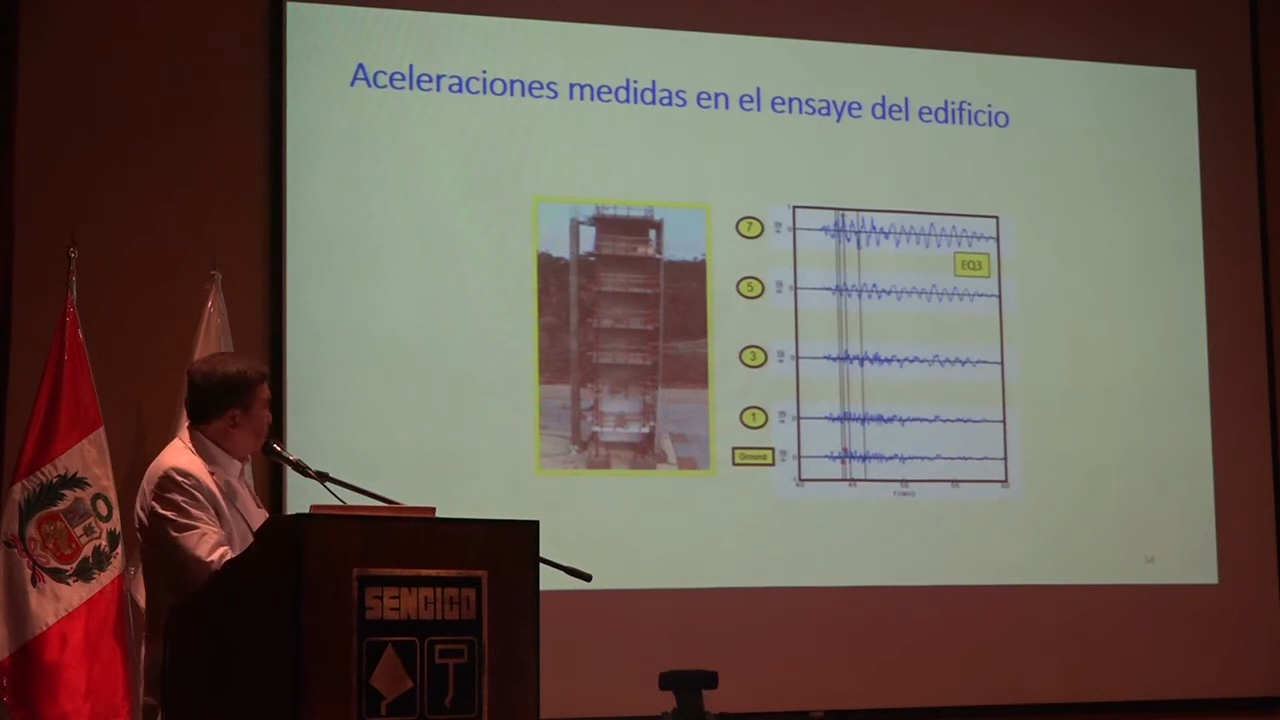 Aceleraciones medidas en el ensaye del edificio
7
EQ3
5
3
1
Ground
SENCICO